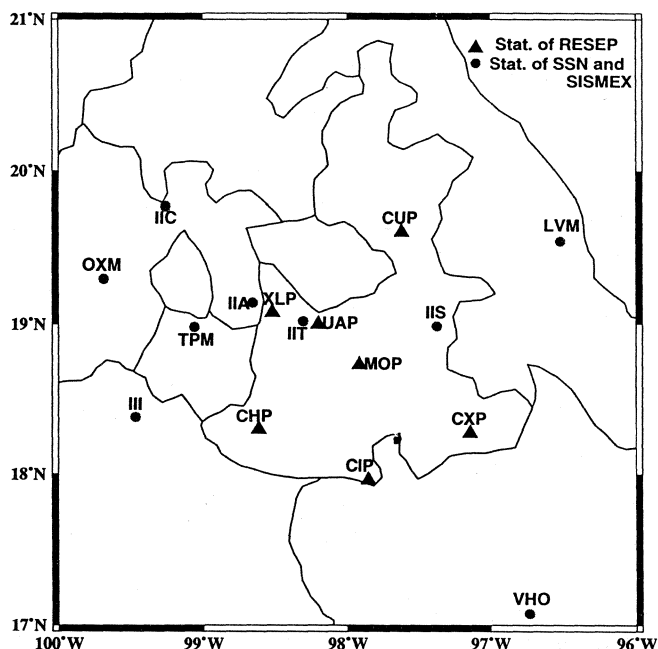 21°N
Stat. of RESEP
Stat. of SSN and
SISMEX
20°N
IIC
CUP
LVM
OXM
IIA
XLP
IIT
UAP
IIS
19°N
TPM
MOP
III
CHP
CXP
CIP
18°N
VHO
17°N
100°W
99°W
98°W
97°W
96°W